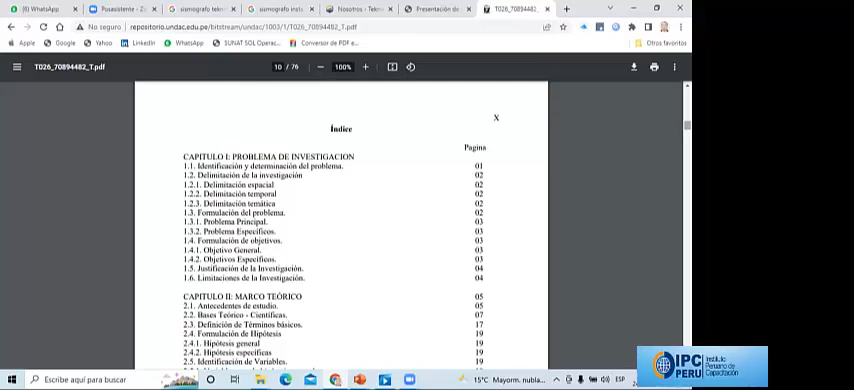 (6) WhatsApp
Pusasistente - Zo
sismografo tekn
sismografo inst
Nosotros - Tekn
Presentación de
T026_70894482_
No seguro | repositorio.undac.edu.pe/bitstream/undac/1003/1/T026_70894482_T.pdf
Apple Google Yahoo LinkedIn WhatsApp SUNAT SOL Operac... Conversor de PDF e... Otros favoritos
T026_70894482_T.pdf 10 / 76 100%
X
Índice
Pagina
CAPITULO I: PROBLEMA DE INVESTIGACION
1.1. Identificación y determinación del problema. 01
1.2. Delimitación de la investigación 02
1.2.1. Delimitación espacial 02
1.2.2. Delimitación temporal 02
1.2.3. Delimitación temática 02
1.3. Formulación del problema. 02
1.3.1. Problema Principal. 03
1.3.2. Problema Específicos. 03
1.4. Formulación de objetivos. 03
1.4.1. Objetivo General. 03
1.4.2. Objetivos Específicos. 03
1.5. Justificación de la Investigación. 04
1.6. Limitaciones de la Investigación. 04
CAPITULO II: MARCO TEÓRICO 05
2.1. Antecedentes de estudio. 05
2.2. Bases Teórico - Científicas. 07
2.3. Definición de Términos básicos. 17
2.4. Formulación de Hipótesis 19
2.4.1. Hipótesis general 19
2.4.2. Hipótesis específicas 19
2.5. Identificación de Variables. 19
Escribe aquí para buscar
15°C Mayorm. nubla...
ESP
IPC PERU Instituto Peruano de Capacitación